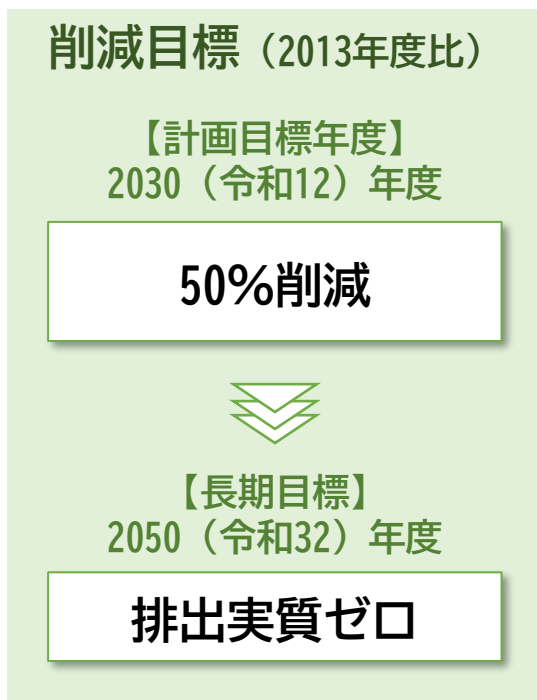 削減目標（2013年度比）
【計画目標年度】
2030（令和12）年度
50%削減
【長期目標】
2050（令和32）年度
排出実質ゼロ